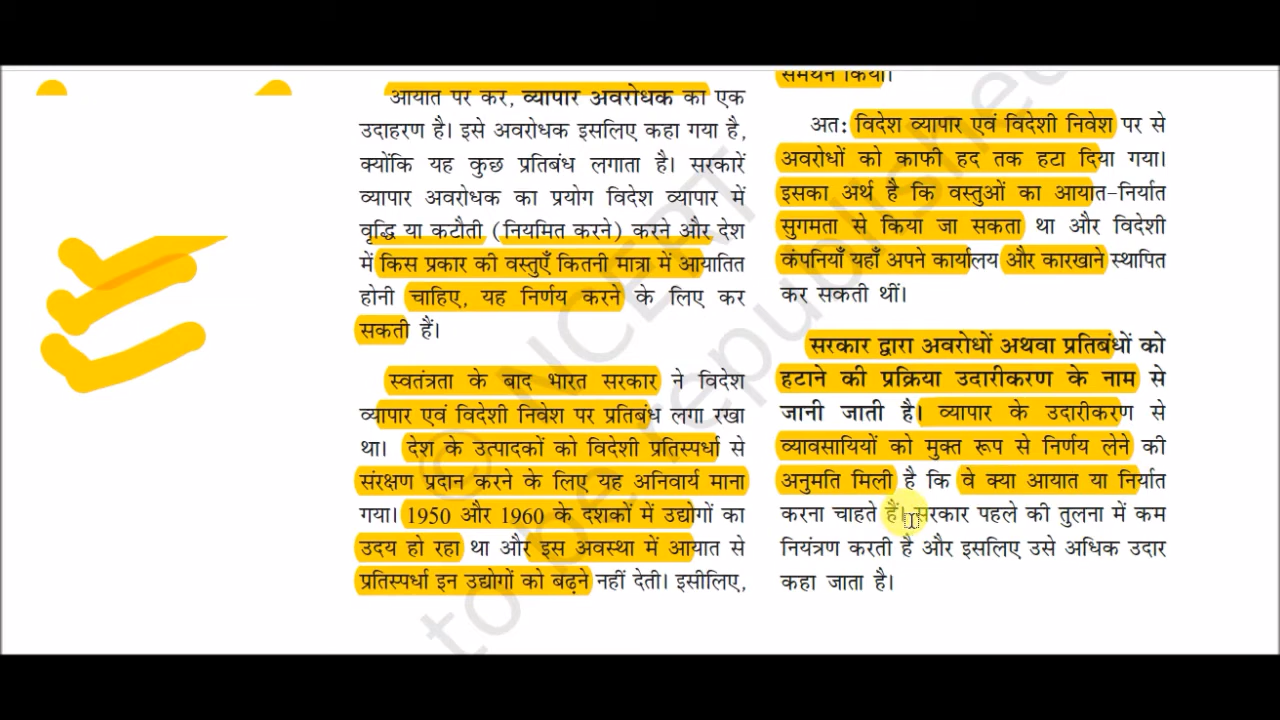 आयात पर कर, व्यापार अवरोधक का एक
उदाहरण है। इसे अवरोधक इसलिए कहा गया है,
क्योंकि यह कुछ प्रतिबंध लगाता है। सरकारें
व्यापार अवरोधक का प्रयोग विदेश व्यापार में
वृद्धि या कटौती (नियमित करने) करने और देश
में किस प्रकार की वस्तुएँ कितनी मात्रा में आयातित
होनी चाहिए, यह निर्णय करने के लिए कर
सकती हैं।
स्वतंत्रता के बाद भारत सरकार ने विदेश
व्यापार एवं विदेशी निवेश पर प्रतिबंध लगा रखा
था। देश के उत्पादकों को विदेशी प्रतिस्पर्धा से
संरक्षण प्रदान करने के लिए यह अनिवार्य माना
गया। 1950 और 1960 के दशकों में उद्योगों का
उदय हो रहा था और इस अवस्था में आयात से
प्रतिस्पर्धा इन उद्योगों को बढ़ने नहीं देती। इसीलिए,
समर्थन किया।
अतः विदेश व्यापार एवं विदेशी निवेश पर से
अवरोधों को काफी हद तक हटा दिया गया।
इसका अर्थ है कि वस्तुओं का आयात-निर्यात
सुगमता से किया जा सकता था और विदेशी
कंपनियाँ यहाँ अपने कार्यालय और कारखाने स्थापित
कर सकती थीं।
सरकार द्वारा अवरोधों अथवा प्रतिबंधों को
हटाने की प्रक्रिया उदारीकरण के नाम से
जानी जाती है। व्यापार के उदारीकरण से
व्यावसायियों को मुक्त रूप से निर्णय लेने की
अनुमति मिली है कि वे क्या आयात या निर्यात
करना चाहते हैं। सरकार पहले की तुलना में कम
नियंत्रण करती है और इसलिए उसे अधिक उदार
कहा जाता है।
© NCERT
to be republished